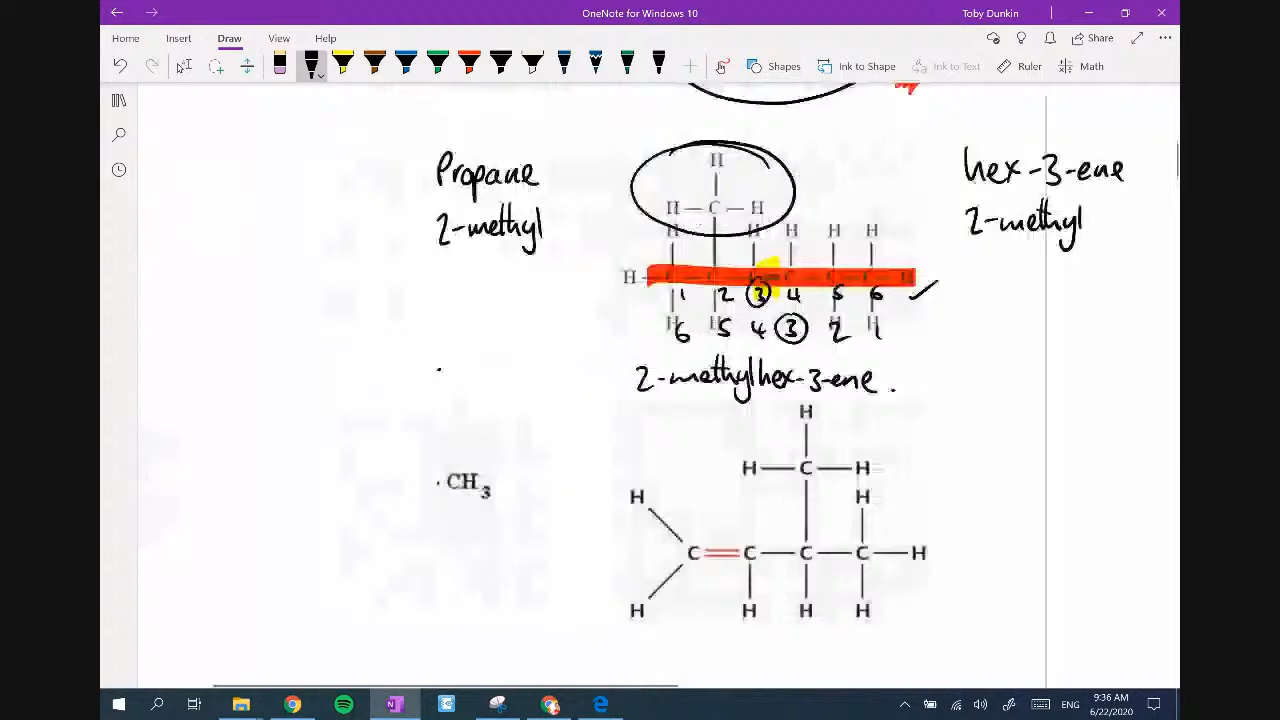 OneNote for Windows 10
Toby Dunkin
Home Insert Draw View Help
Share
Shapes Ink to Shape Ink to Text Ruler Math
Propane
2-methyl
hex-3-ene
2-methyl
H
H — C — H
H H H H H
H H
1 2 3 4 5 6 ✓
H H H H
6 5 4 3 2 1
2-methylhex-3-ene .
H
H C H
. CH3
H H
C = C C C H
H H H H
9:36 AM
ENG
6/22/2020